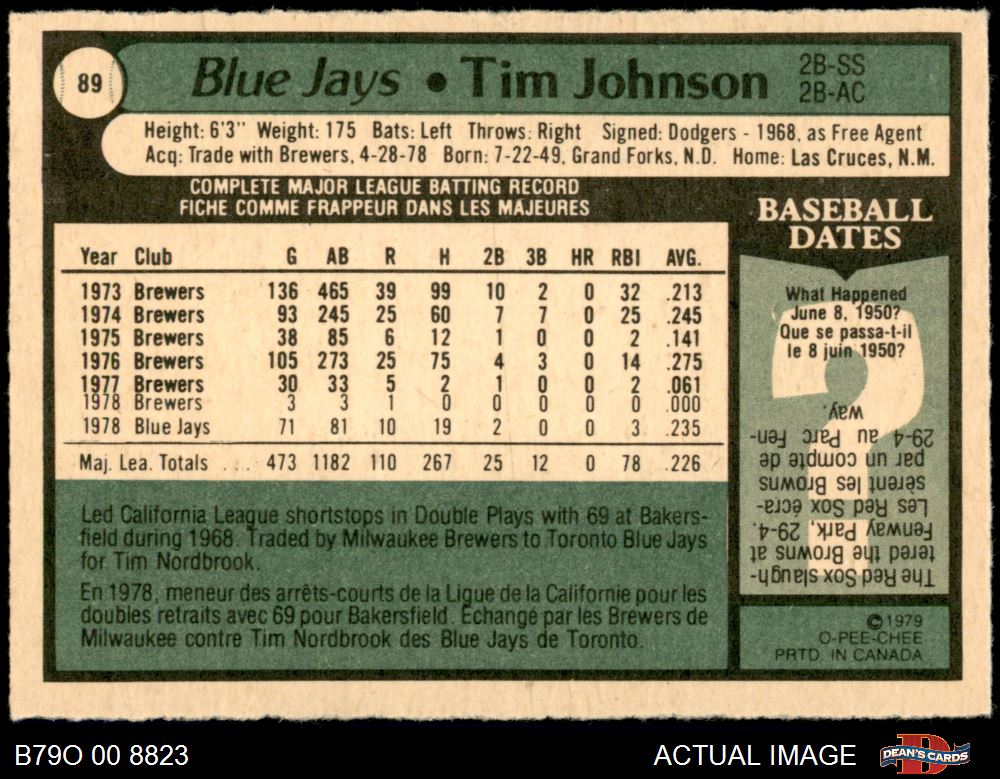 89
Blue Jays • Tim Johnson 2B-SS
2B-AC
Height: 6'3" Weight: 175 Bats: Left Throws: Right Signed: Dodgers - 1968, as Free Agent
Acq: Trade with Brewers, 4-28-78 Born: 7-22-49, Grand Forks, N.D. Home: Las Cruces, N.M.
COMPLETE MAJOR LEAGUE BATTING RECORD
FICHE COMME FRAPPEUR DANS LES MAJEURES
Year Club G AB R H 2B 3B HR RBI AVG.
1973 Brewers 136 465 39 99 10 2 0 32 .213
1974 Brewers 93 245 25 60 7 7 0 25 .245
1975 Brewers 38 85 6 12 1 0 0 2 .141
1976 Brewers 105 273 25 75 4 3 0 14 .275
1977 Brewers 30 33 5 2 1 0 0 2 .061
1978 Brewers 3 3 1 0 0 0 0 0 .000
1978 Blue Jays 71 81 10 19 2 0 0 3 .235
Maj. Lea. Totals ... 473 1182 110 267 25 12 0 78 .226
Led California League shortstops in Double Plays with 69 at Bakers-
field during 1968. Traded by Milwaukee Brewers to Toronto Blue Jays
for Tim Nordbrook.
En 1978, meneur des arrêts-courts de la Ligue de la Californie pour les
doubles retraits avec 69 pour Bakersfield. Echangé par les Brewers de
Milwaukee contre Tim Nordbrook des Blue Jays de Toronto.
BASEBALL
DATES
What Happened
June 8, 1950?
Que se passa-t-il
le 8 juin 1950?
The Red Sox slaugh-
tered the Browns at
Fenway Park, 29-4.
Les Red Sox écra-
sèrent les Browns
par un compte de
29-4 au Parc Fen-
way.
©1979
O-PEE-CHEE
PRTD. IN CANADA
B79O 00 8823
ACTUAL IMAGE
DEAN'S CARDS